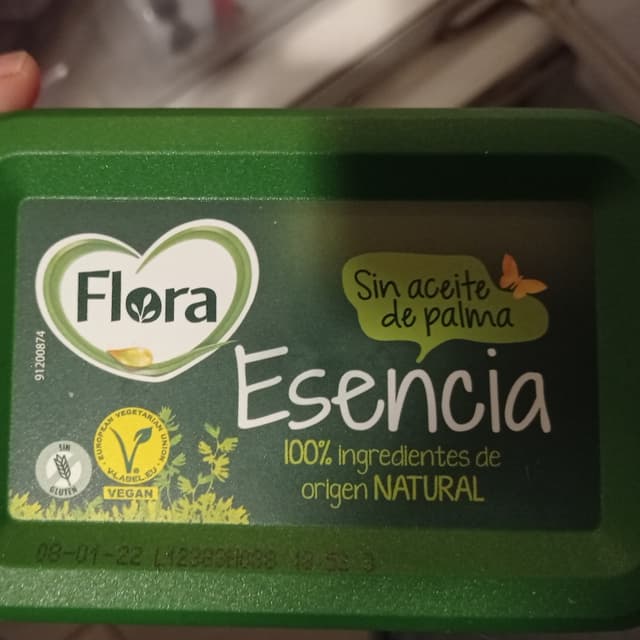 Flora
Sin aceite
de palma
Esencia
100% ingredientes de
origen NATURAL
91200874
SIN
GLUTEN
EUROPEAN VEGETARIAN UNION
V-LABEL.EU
VEGAN
08-01-22